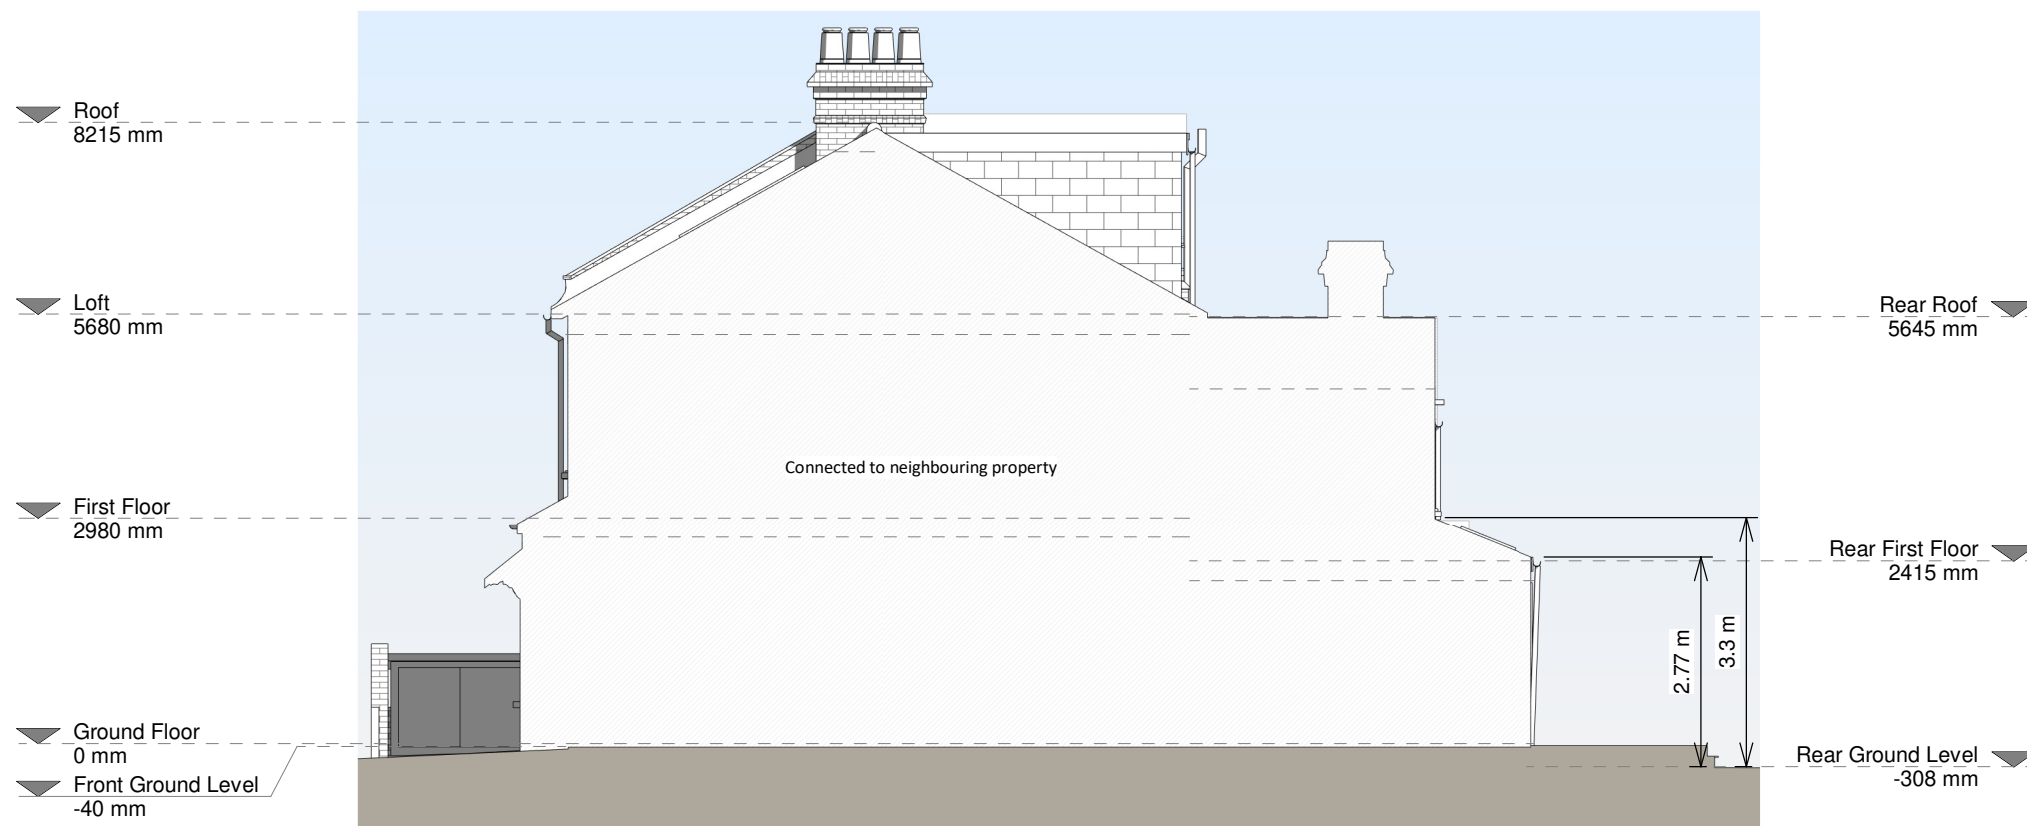 Roof
8215 mm
Loft
5680 mm
Rear Roof
5645 mm
Connected to neighbouring property
First Floor
2980 mm
Rear First Floor
2415 mm
2.77 m
3.3 m
Ground Floor
0 mm
Front Ground Level
-40 mm
Rear Ground Level
-308 mm